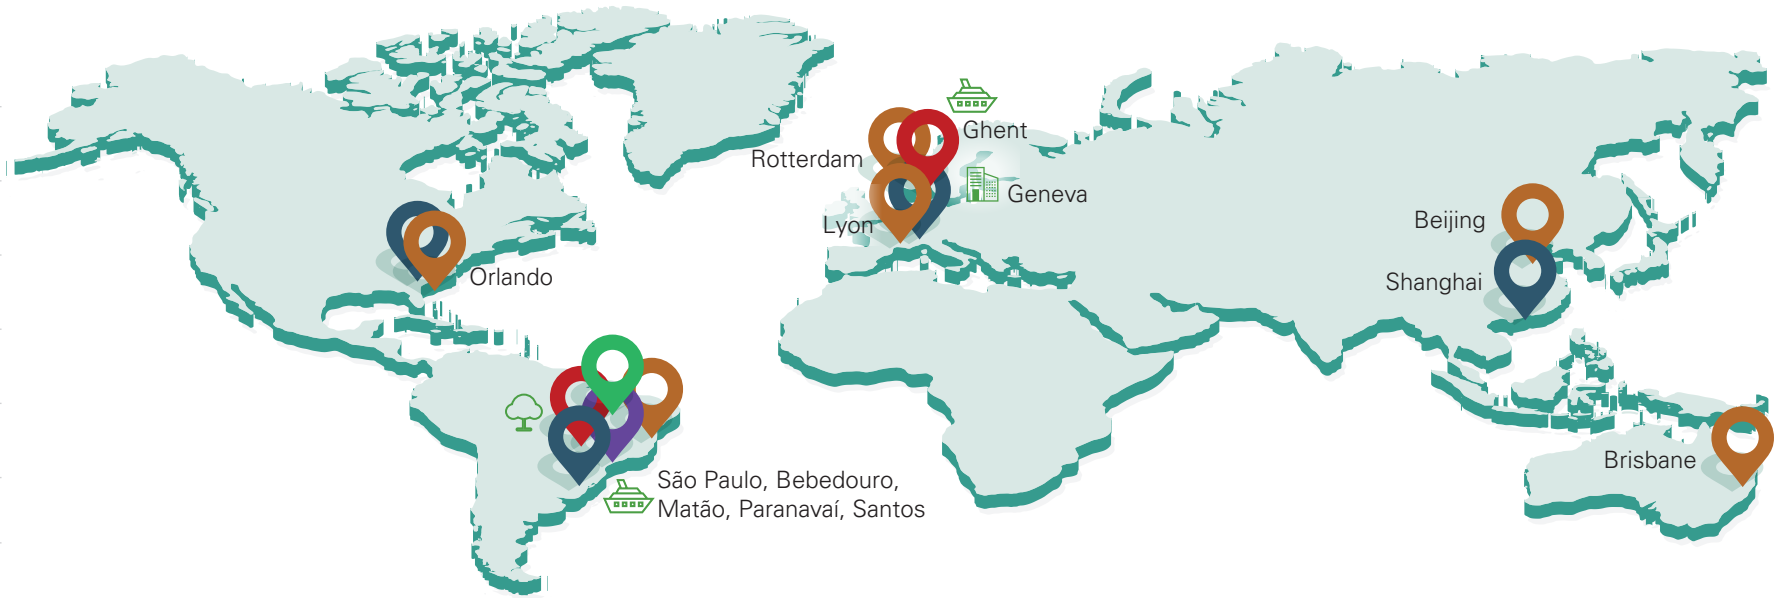 Ghent
Rotterdam
Geneva
Lyon
Beijing
Orlando
Shanghai
Brisbane
São Paulo, Bebedouro,
Matão, Paranavaí, Santos